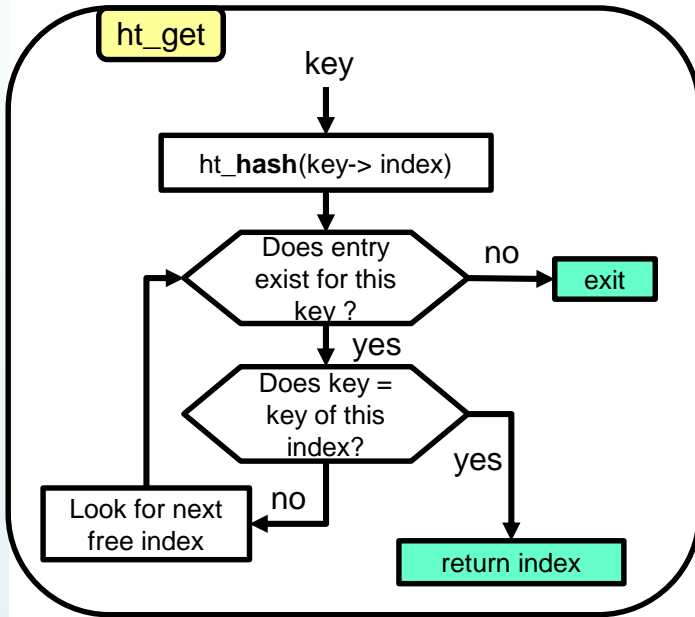 ht_get
key
ht_hash(key-> index)
Does entry
exist for this
key ?
no
exit
yes
Does key =
key of this
index?
yes
no
Look for next
free index
return index